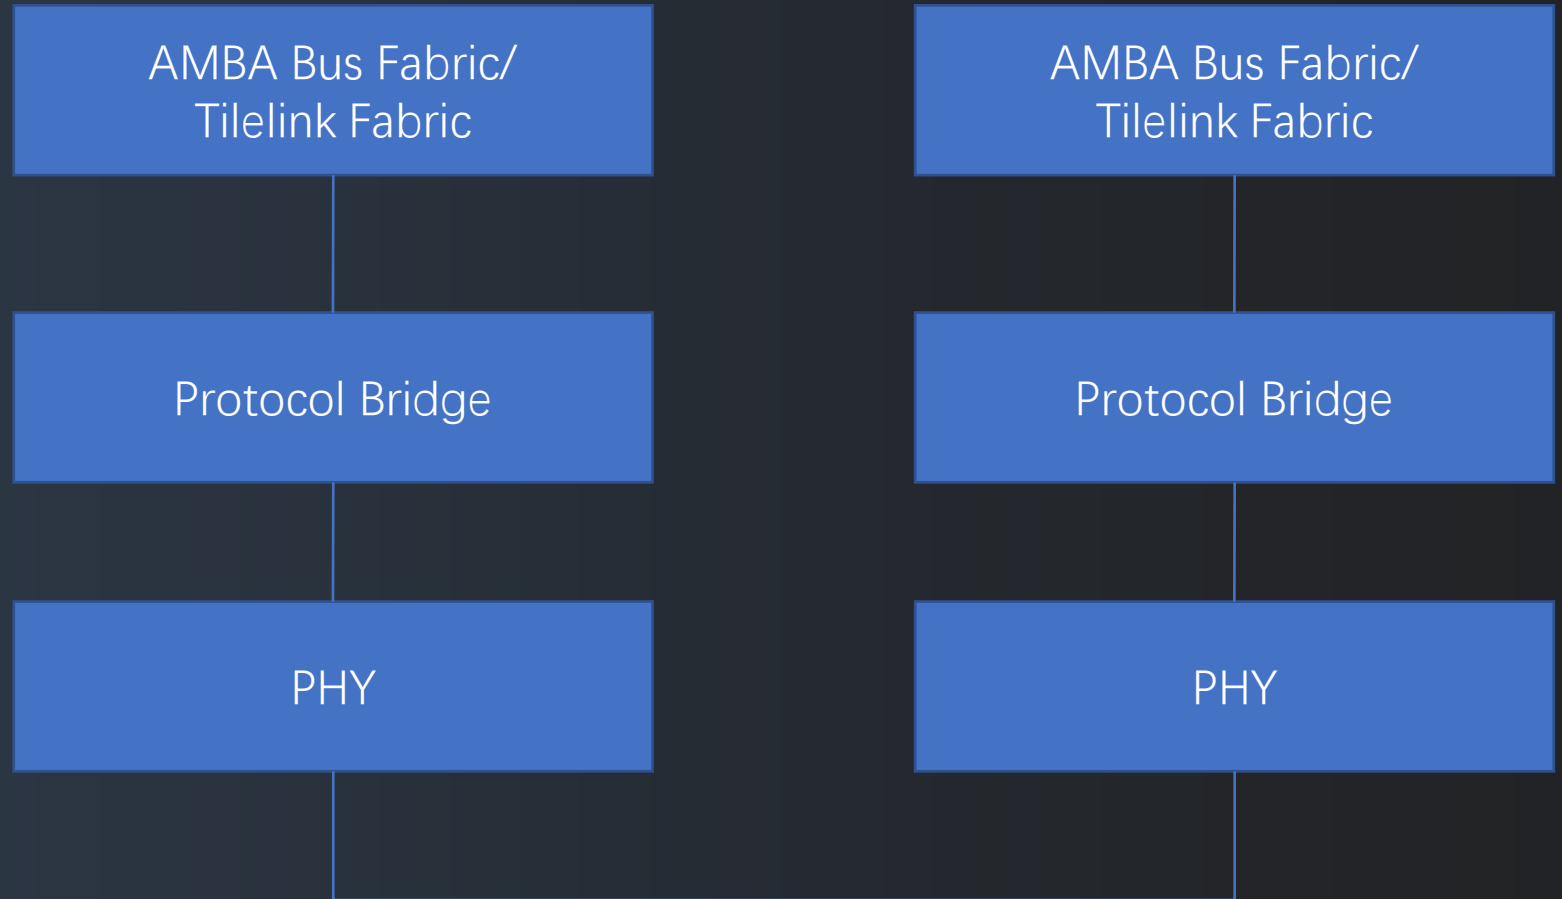 AMBA Bus Fabric/
Tilelink Fabric
AMBA Bus Fabric/
Tilelink Fabric
Protocol Bridge
Protocol Bridge
PHY
PHY